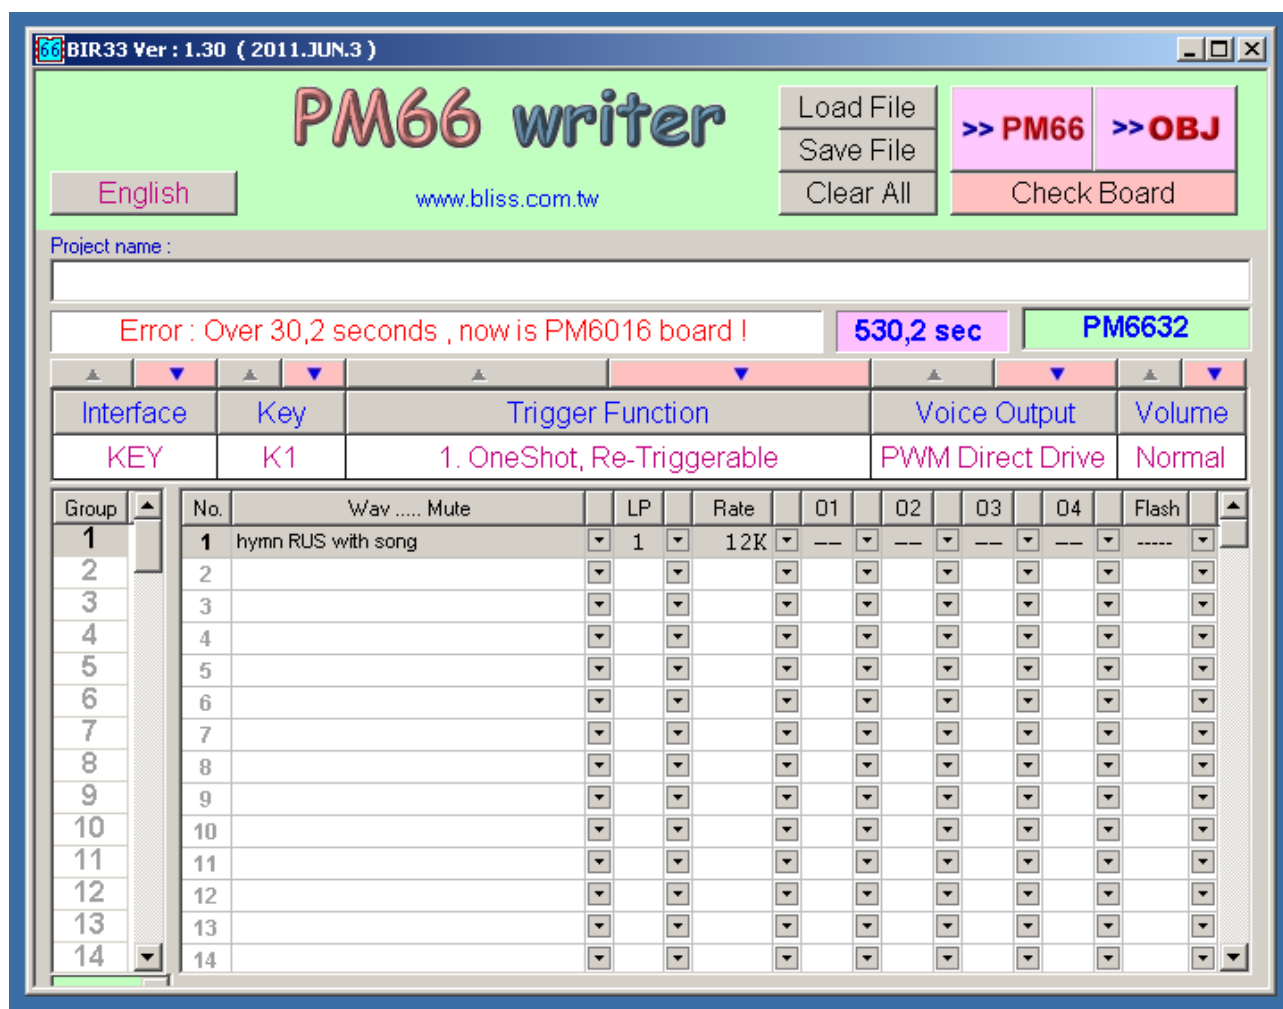 66 BIR33 Ver : 1.30 ( 2011.JUN.3 )
PM66 writer
Load File
Save File
Clear All
>> PM66
>> OBJ
Check Board
English
www.bliss.com.tw
Project name :
Error : Over 30,2 seconds , now is PM6016 board !
530,2 sec
PM6632
Interface Key Trigger Function Voice Output Volume
KEY K1 1. OneShot, Re-Triggerable PWM Direct Drive Normal
Group No. Wav ..... Mute LP Rate O1 O2 O3 O4 Flash
1 1 hymn RUS with song 1 12K -- -- -- -- -----
2 2
3 3
4 4
5 5
6 6
7 7
8 8
9 9
10 10
11 11
12 12
13 13
14 14